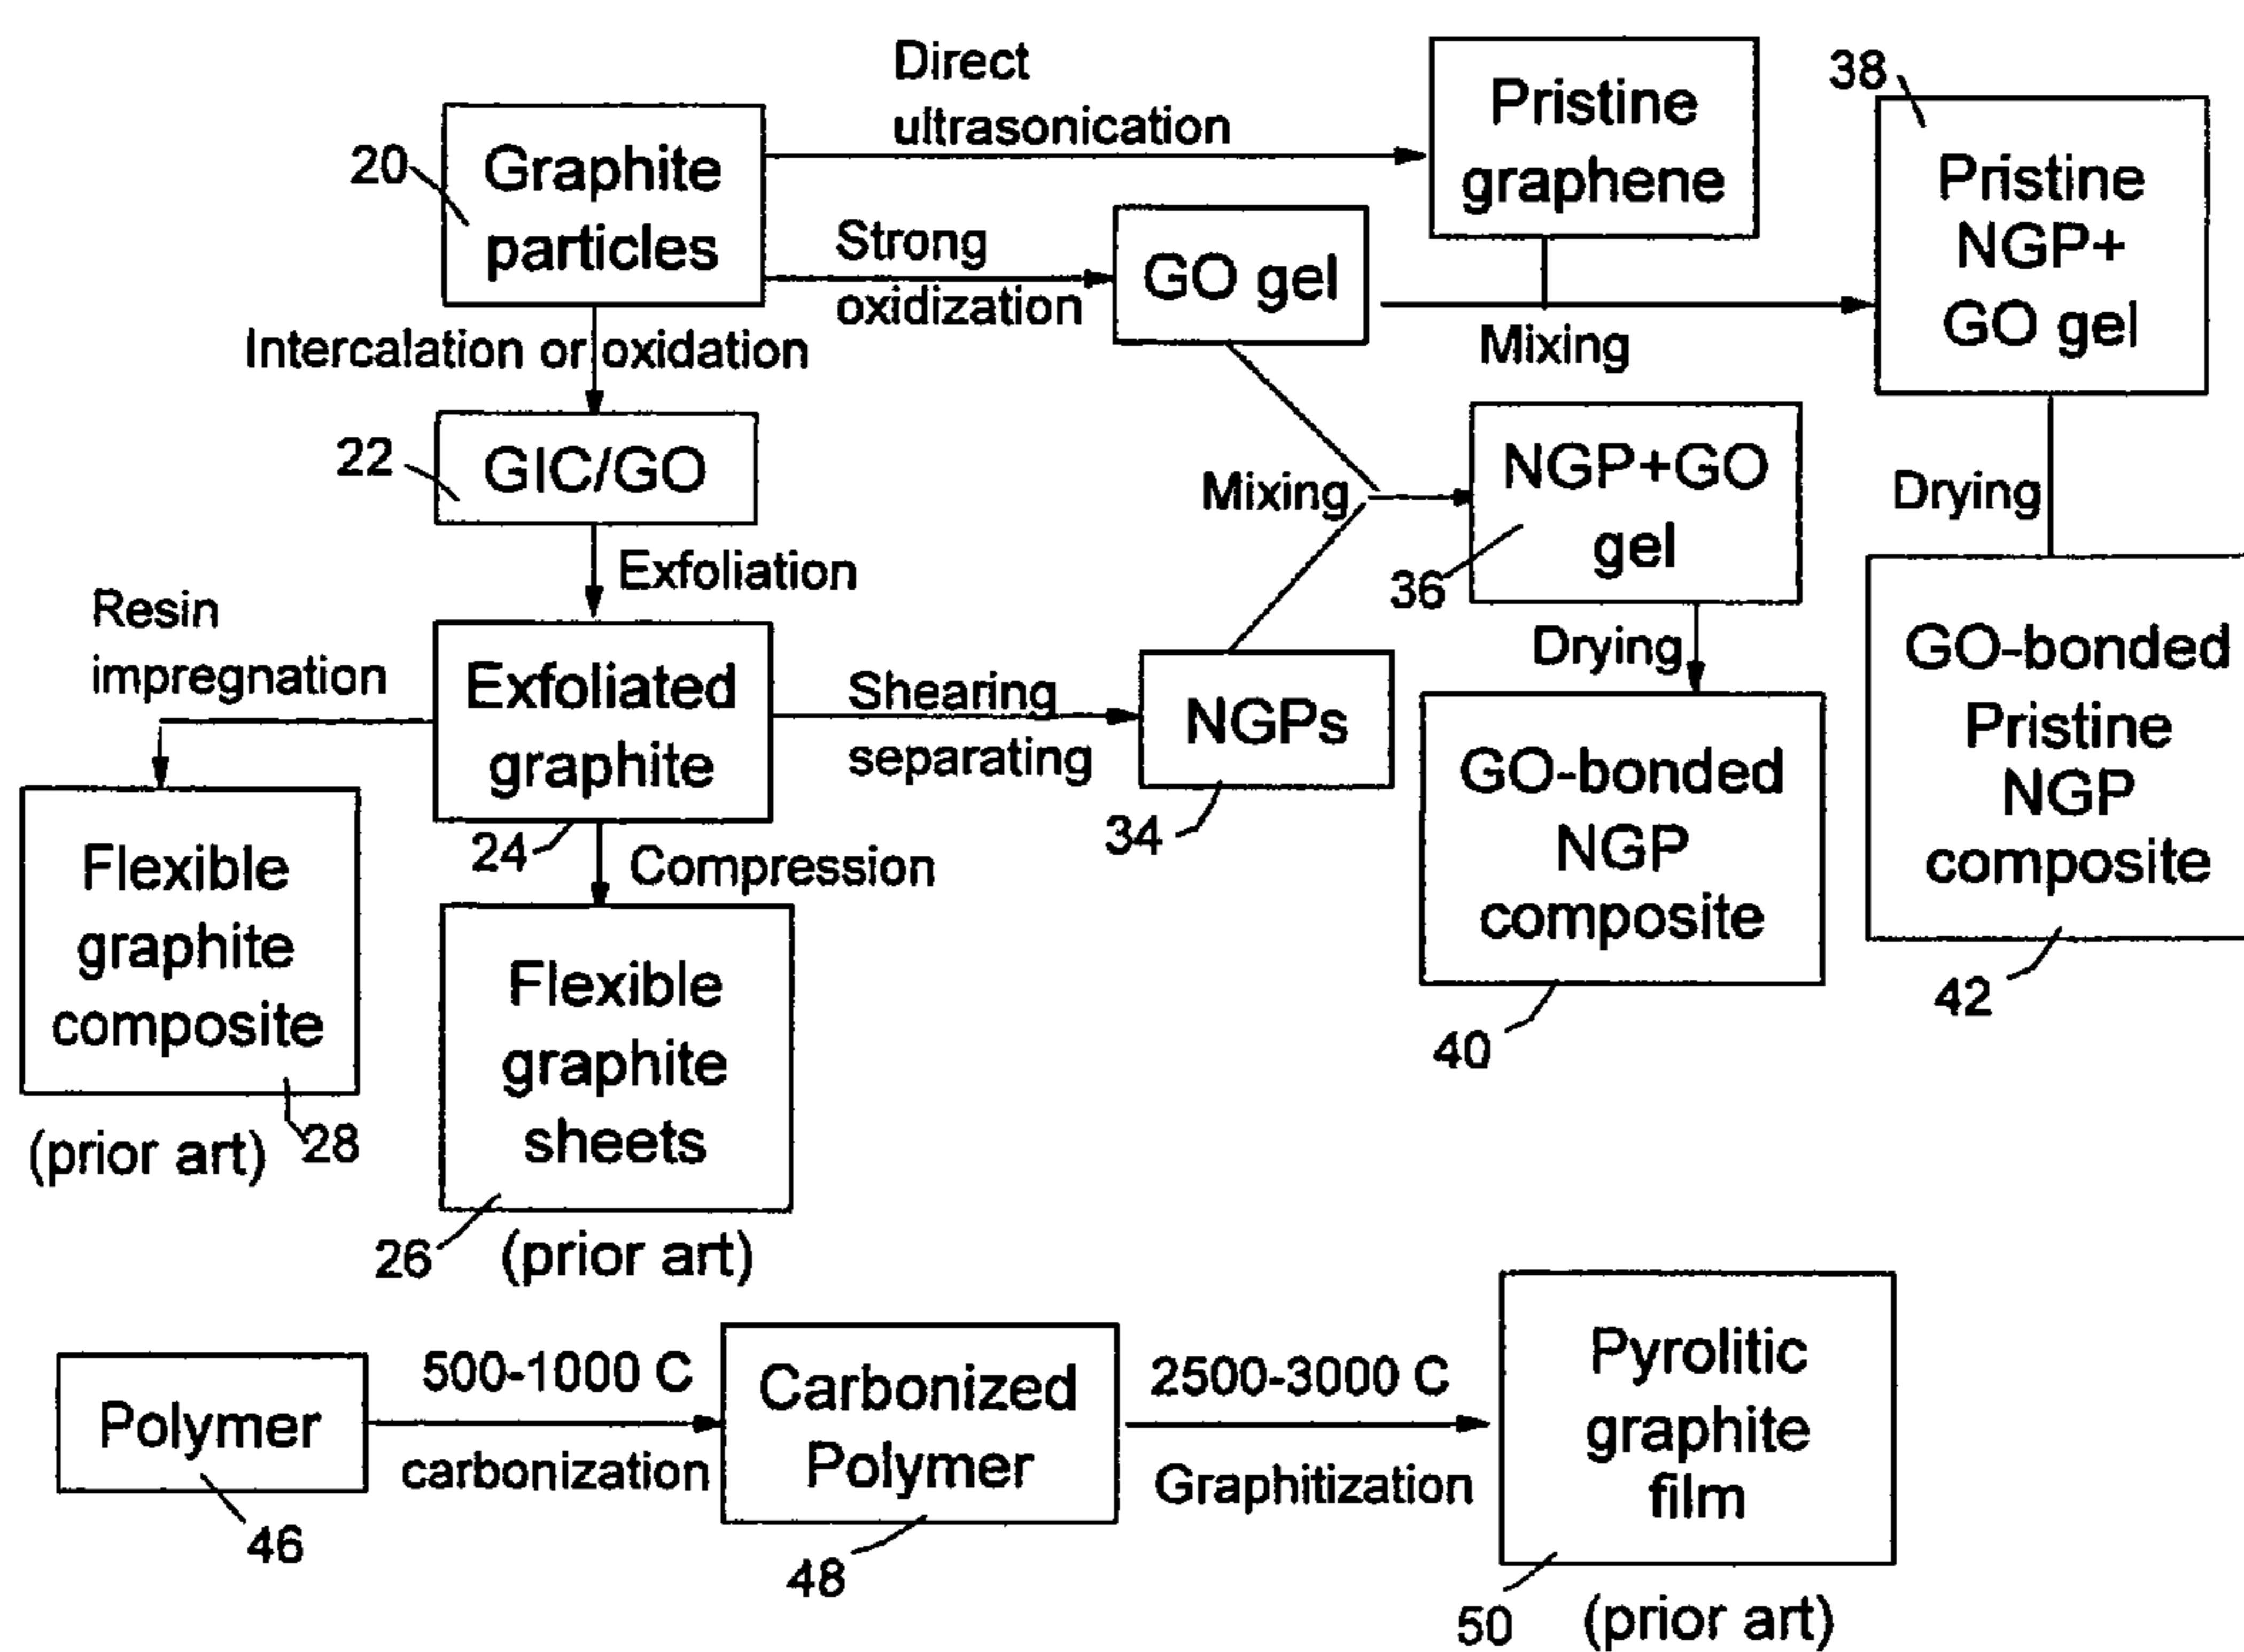 Direct
ultrasonication
Pristine
graphene
38
Pristine
NGP+
GO gel
20
Graphite
particles
Strong
oxidization
GO gel
Mixing
Intercalation or oxidation
22
GIC/GO
Mixing
NGP+GO
gel
36
Drying
Exfoliation
Resin
impregnation
Exfoliated
graphite
24
Shearing
separating
NGPs
34
Drying
GO-bonded
NGP
composite
40
GO-bonded
Pristine
NGP
composite
42
Compression
Flexible
graphite
composite
28
(prior art)
Flexible
graphite
sheets
26
(prior art)
Polymer
46
500-1000 C
carbonization
Carbonized
Polymer
48
2500-3000 C
Graphitization
Pyrolitic
graphite
film
50
(prior art)